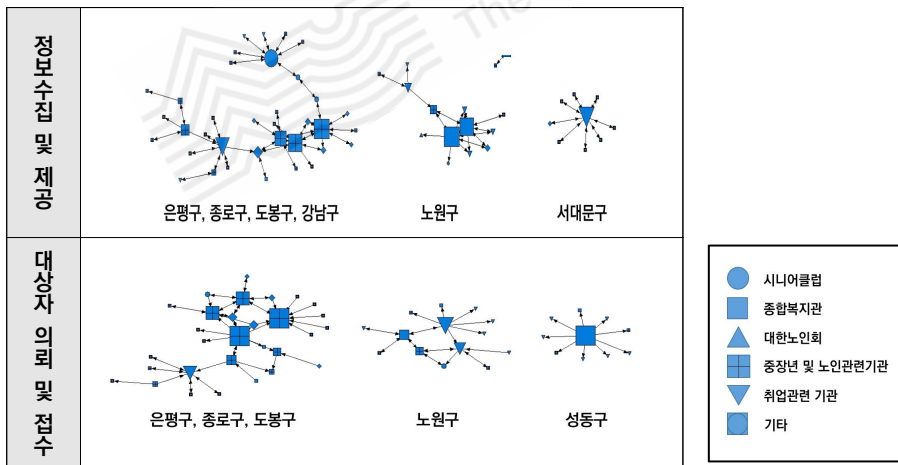 The
정보수집 및 제공
은평구, 종로구, 도봉구, 강남구
노원구
서대문구
대상자 의뢰 및 접수
은평구, 종로구, 도봉구
노원구
성동구
시니어클럽
종합복지관
대한노인회
중장년 및 노인관련기관
취업관련 기관
기타